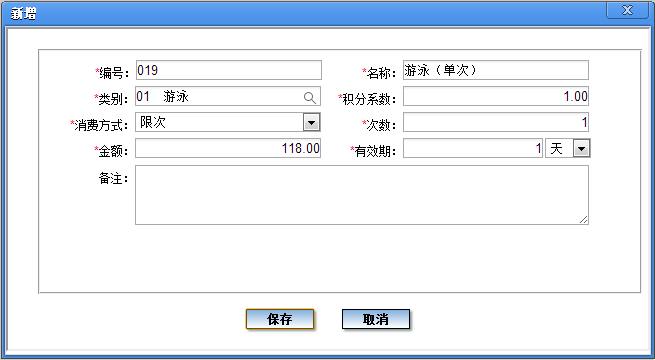 新增
*编号: 019 *名称: 游泳（单次）
*类别: 01 游泳 *积分系数: 1.00
*消费方式: 限次 *次数: 1
*金额: 118.00 *有效期: 1 天
备注:
保存 取消